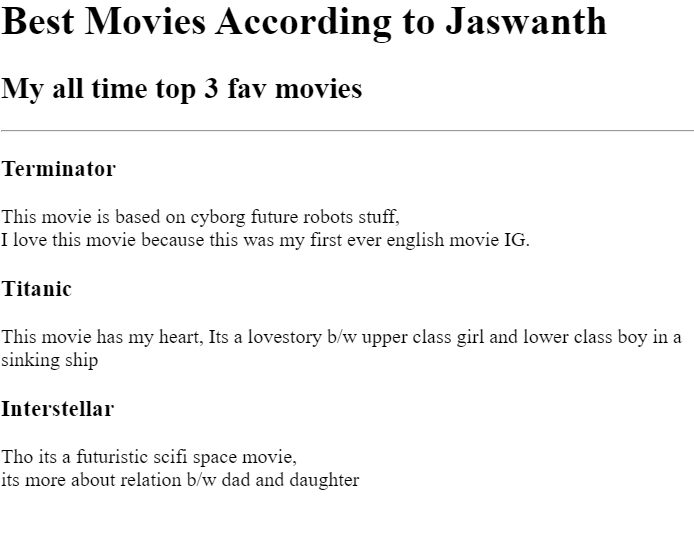 Best Movies According to Jaswanth
My all time top 3 fav movies
Terminator
This movie is based on cyborg future robots stuff,
I love this movie because this was my first ever english movie IG.
Titanic
This movie has my heart, Its a lovestory b/w upper class girl and lower class boy in a
sinking ship
Interstellar
Tho its a futuristic scifi space movie,
its more about relation b/w dad and daughter